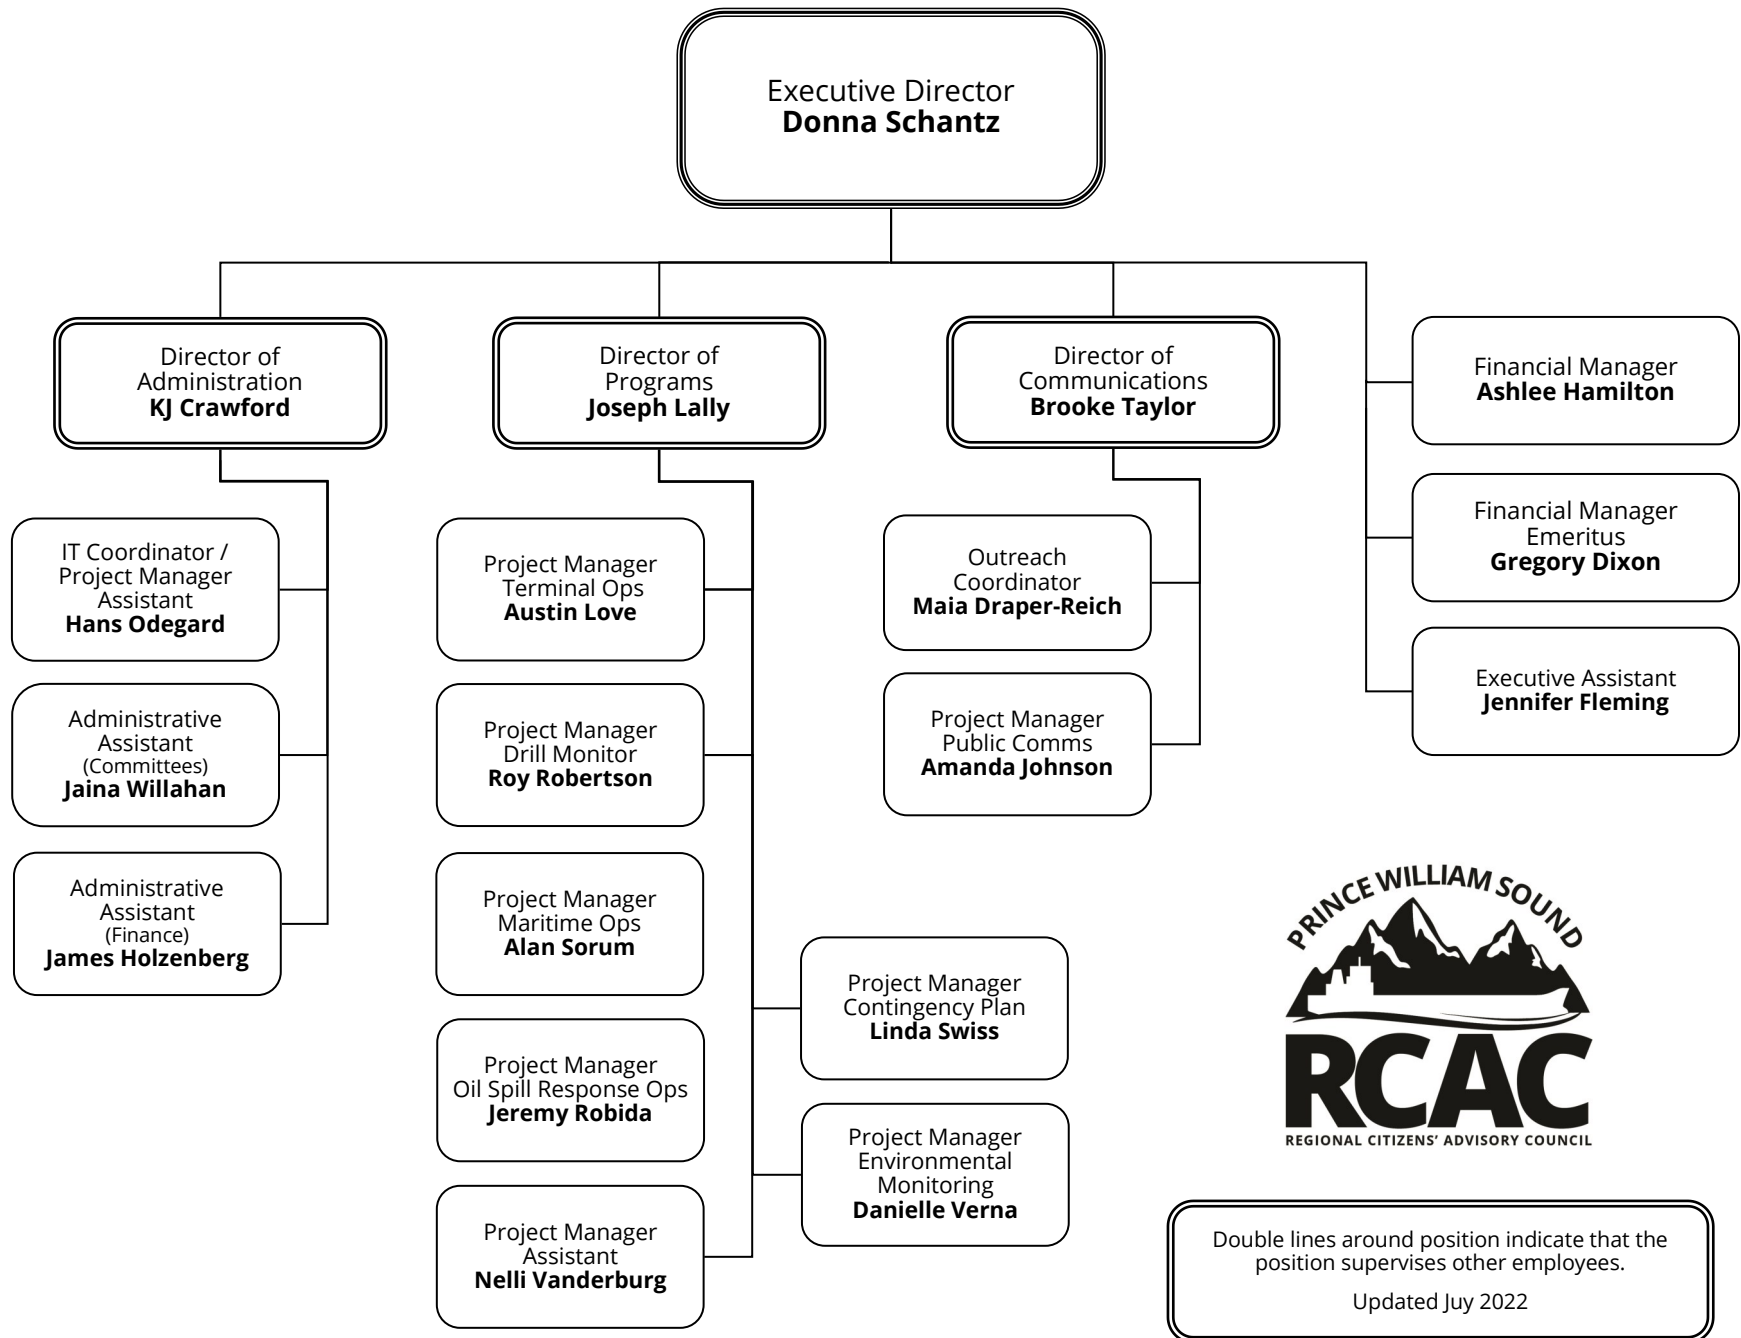 Executive Director
Donna Schantz
Director of
Administration
KJ Crawford
Director of
Programs
Joseph Lally
Director of
Communications
Brooke Taylor
Financial Manager
Ashlee Hamilton
Financial Manager
Emeritus
Gregory Dixon
Executive Assistant
Jennifer Fleming
IT Coordinator /
Project Manager
Assistant
Hans Odegard
Administrative
Assistant
(Committees)
Jaina Willahan
Administrative
Assistant
(Finance)
James Holzenberg
Project Manager
Terminal Ops
Austin Love
Project Manager
Drill Monitor
Roy Robertson
Project Manager
Maritime Ops
Alan Sorum
Project Manager
Oil Spill Response Ops
Jeremy Robida
Project Manager
Assistant
Nelli Vanderburg
Project Manager
Contingency Plan
Linda Swiss
Project Manager
Environmental
Monitoring
Danielle Verna
Outreach
Coordinator
Maia Draper-Reich
Project Manager
Public Comms
Amanda Johnson
PRINCE WILLIAM SOUND
RCAC
REGIONAL CITIZENS' ADVISORY COUNCIL
Double lines around position indicate that the
position supervises other employees.
Updated Juy 2022